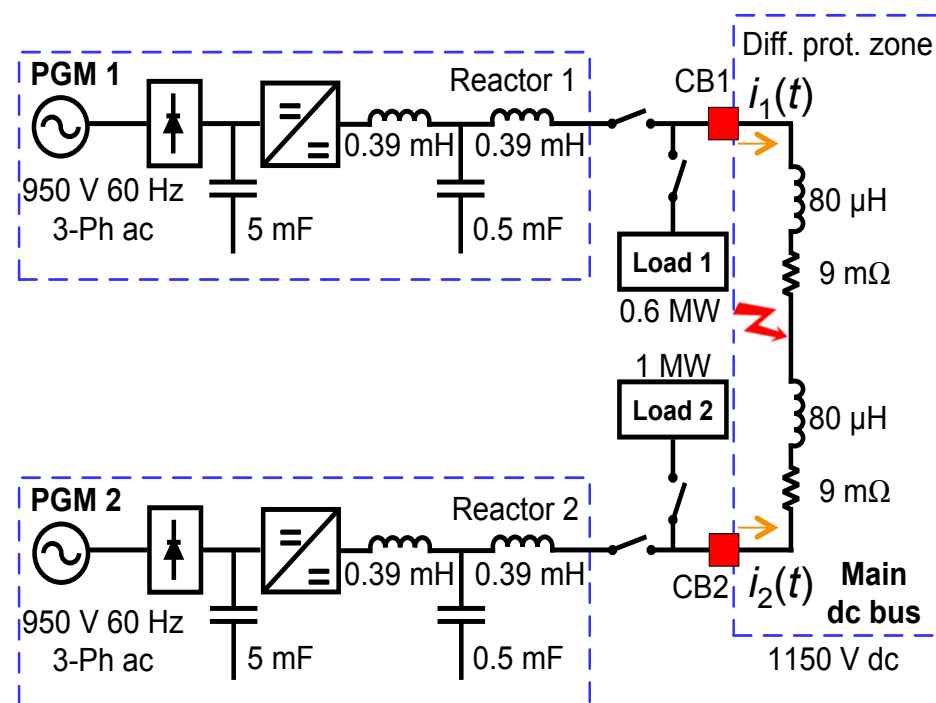 Diff. prot. zone
PGM 1
Reactor 1
CB1
i₁(t)
0.39 mH
0.39 mH
950 V 60 Hz
3-Ph ac
5 mF
0.5 mF
80 µH
9 mΩ
Load 1
0.6 MW
1 MW
Load 2
80 µH
9 mΩ
PGM 2
Reactor 2
0.39 mH
0.39 mH
CB2
i₂(t)
Main
dc bus
950 V 60 Hz
3-Ph ac
5 mF
0.5 mF
1150 V dc